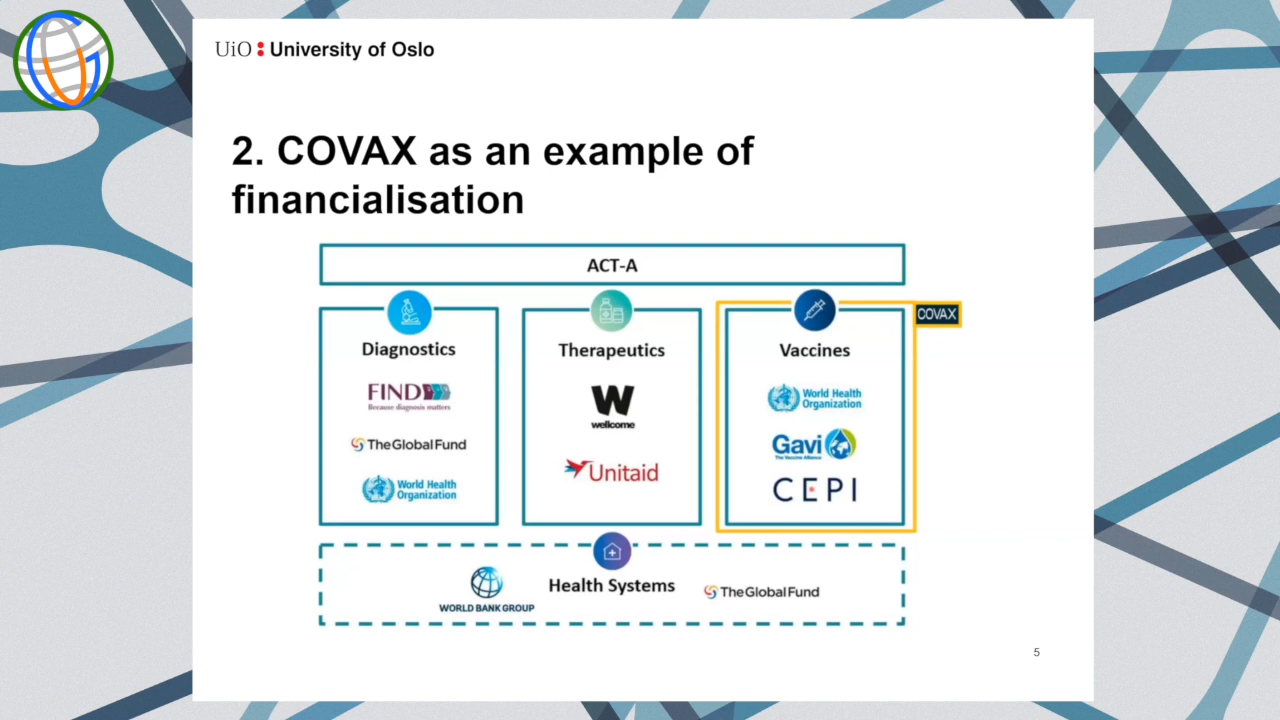 UiO : University of Oslo
2. COVAX as an example of
financialisation
ACT-A
COVAX
Diagnostics
FIND
Because diagnosis matters
The Global Fund
World Health
Organization
Therapeutics
W
wellcome
Unitaid
Vaccines
World Health
Organization
Gavi
The Vaccine Alliance
CEPI
Health Systems
WORLD BANK GROUP
The Global Fund
5